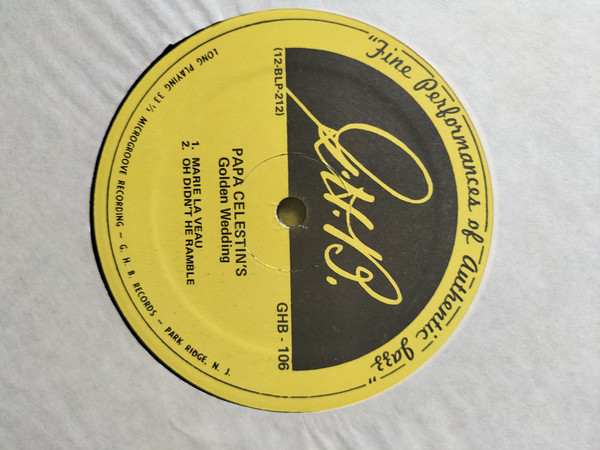 "Fine Performances of Authentic Jazz"
G.H.B.
(12-BLP-212)
GHB - 106
PAPA CELESTIN'S
Golden Wedding
1. MARIE LA VEAU
2. OH DIDN'T HE RAMBLE
LONG PLAYING 33 ⅓ MICROGROOVE RECORDING - G. H. B. RECORDS - PARK RIDGE, N. J.